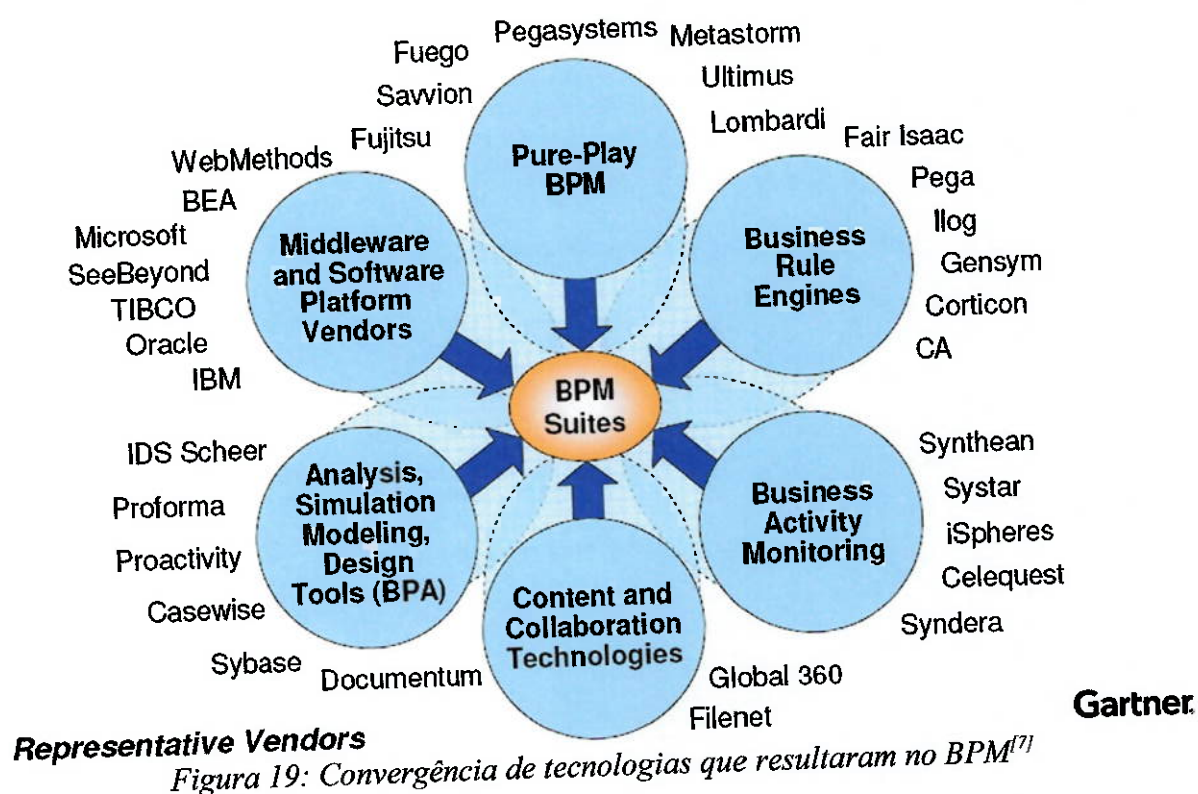 Pegasystems
Metastorm
Fuego
Ultimus
Savvion
Lombardi
Fujitsu
Pure-Play
BPM
Fair Isaac
WebMethods
Pega
BEA
Ilog
Microsoft
Middleware
and Software
Platform
Vendors
Business
Rule
Engines
Gensym
SeeBeyond
TIBCO
Corticon
Oracle
CA
IBM
BPM
Suites
IDS Scheer
Analysis,
Simulation
Modeling,
Design
Tools (BPA)
Proforma
Proactivity
Casewise
Sybase
Business
Activity
Monitoring
Synthean
Systar
iSpheres
Celequest
Syndera
Content and
Collaboration
Technologies
Documentum
Global 360
Filenet
Gartner.
Representative Vendors
Figura 19: Convergência de tecnologias que resultaram no BPM[7]